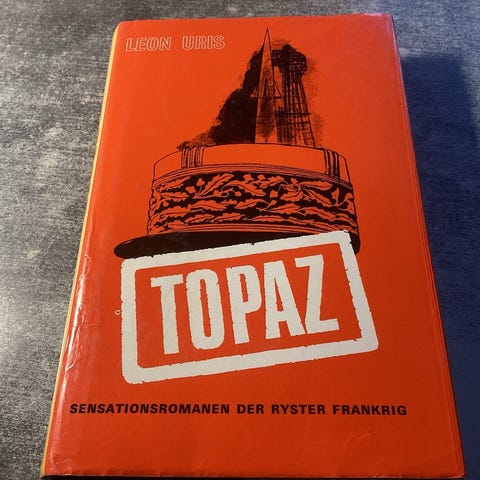 LEON URIS
TOPAZ
SENSATIONSROMANEN DER RYSTER FRANKRIG